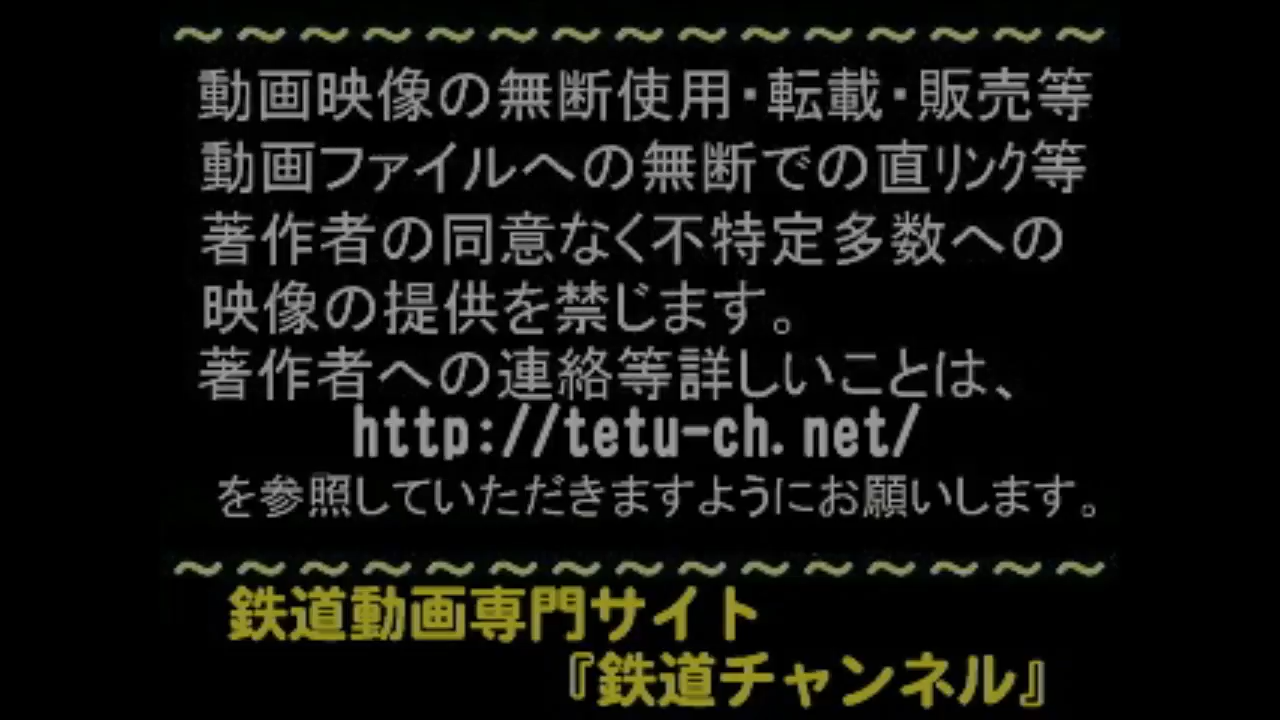 ～～～～～～～～～～～～～～～
動画映像の無断使用・転載・販売等
動画ファイルへの無断での直ﾘﾝｸ等
著作者の同意なく不特定多数への
映像の提供を禁じます。
著作者への連絡等詳しいことは、
http://tetu-ch.net/
を参照していただきますようにお願いします。
～～～～～～～～～～～～～～～
鉄道動画専門サイト
『鉄道チャンネル』